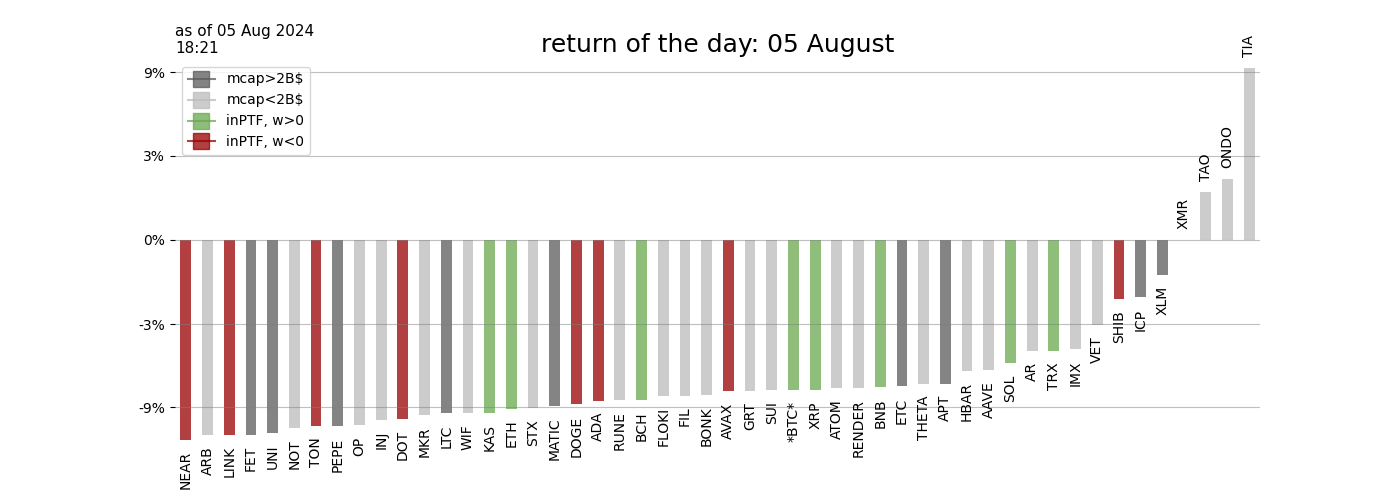 as of 05 Aug 2024
18:21
return of the day: 05 August
9%
3%
0%
-3%
-9%
mcap>2B$
mcap<2B$
inPTF, w>0
inPTF, w<0
NEAR
ARB
LINK
FET
UNI
NOT
TON
PEPE
OP
INJ
DOT
MKR
LTC
WIF
KAS
ETH
STX
MATIC
DOGE
ADA
RUNE
BCH
FLOKI
FIL
BONK
AVAX
GRT
SUI
*BTC*
XRP
ATOM
RENDER
BNB
ETC
THETA
APT
HBAR
AAVE
SOL
AR
TRX
IMX
VET
SHIB
ICP
XLM
XMR
TAO
ONDO
TIA